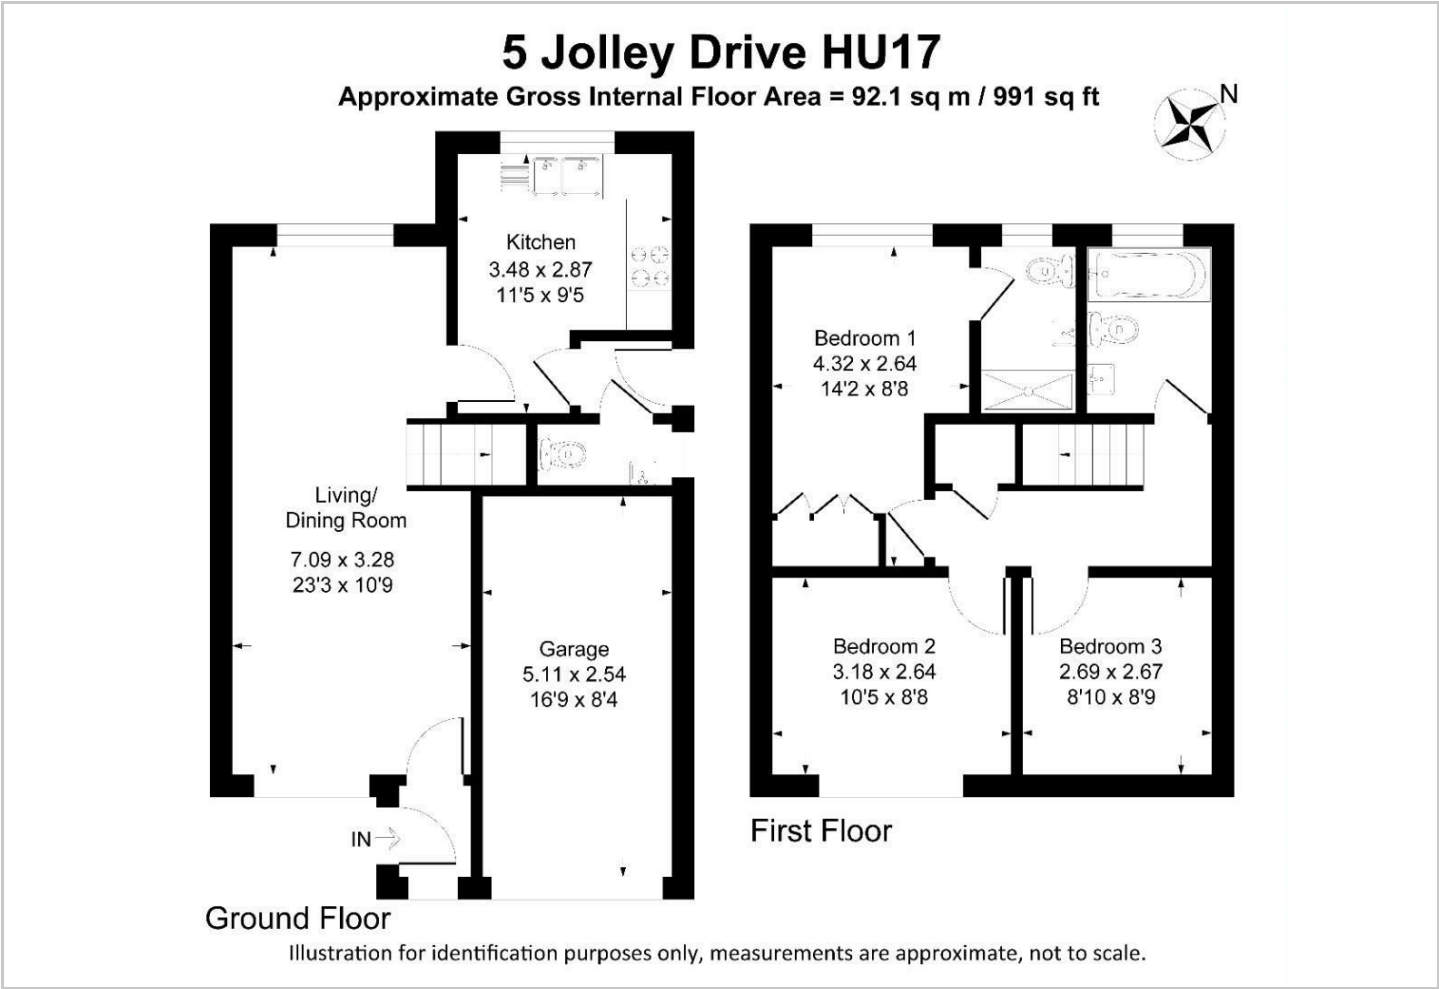 5 Jolley Drive HU17
Approximate Gross Internal Floor Area = 92.1 sq m / 991 sq ft
N
Kitchen
3.48 x 2.87
11'5 x 9'5
Living/
Dining Room
7.09 x 3.28
23'3 x 10'9
Garage
5.11 x 2.54
16'9 x 8'4
IN
Ground Floor
Bedroom 1
4.32 x 2.64
14'2 x 8'8
Bedroom 2
3.18 x 2.64
10'5 x 8'8
Bedroom 3
2.69 x 2.67
8'10 x 8'9
First Floor
Illustration for identification purposes only, measurements are approximate, not to scale.